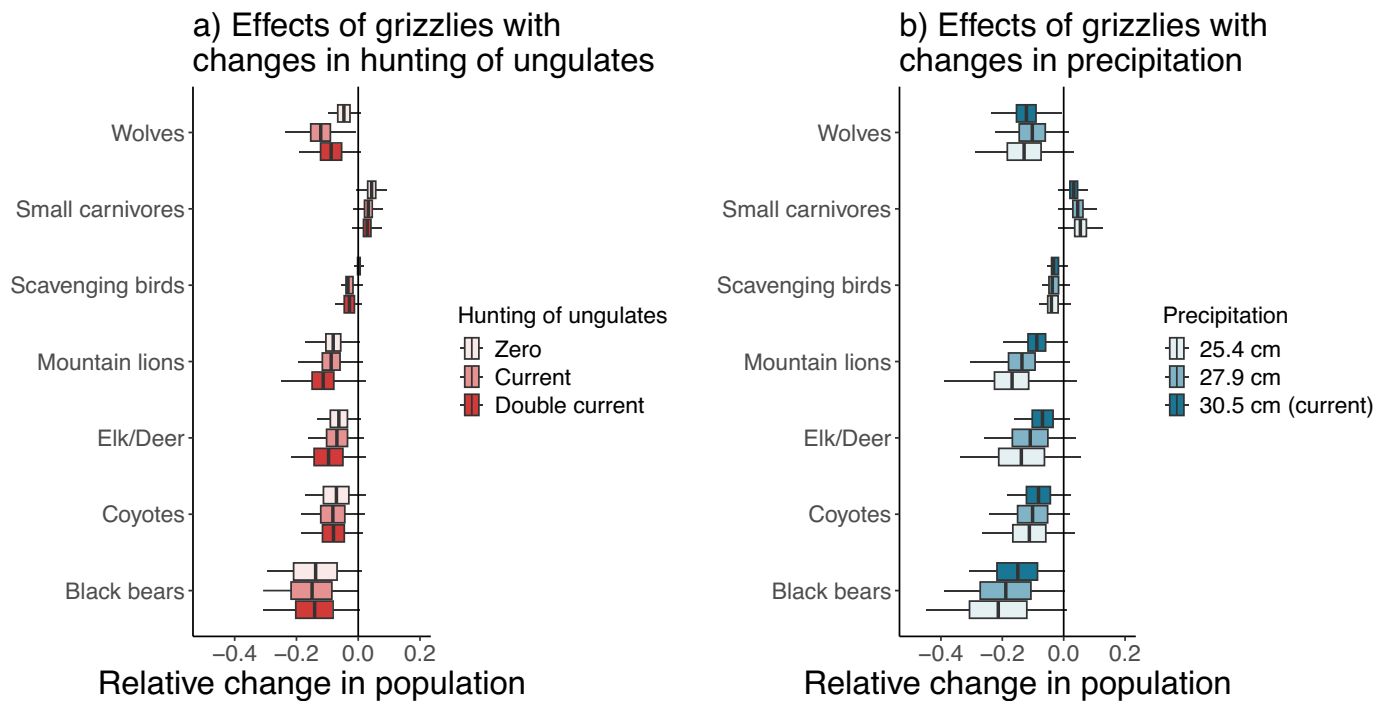 a) Effects of grizzlies with
changes in hunting of ungulates
Wolves
Small carnivores
Scavenging birds
Mountain lions
Elk/Deer
Coyotes
Black bears
−0.4 −0.2 0.0 0.2
Relative change in population
Hunting of ungulates
Zero
Current
Double current
b) Effects of grizzlies with
changes in precipitation
Wolves
Small carnivores
Scavenging birds
Mountain lions
Elk/Deer
Coyotes
Black bears
−0.4 −0.2 0.0 0.2
Relative change in population
Precipitation
25.4 cm
27.9 cm
30.5 cm (current)